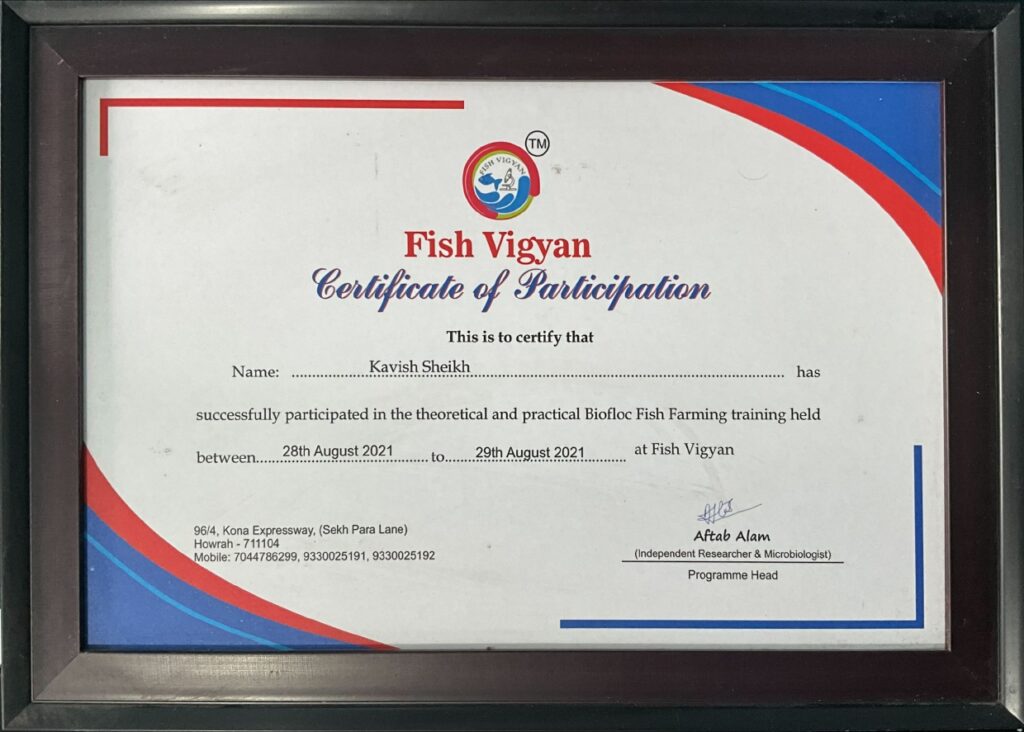 TM
FISH VIGYAN
Fish Vigyan
Certificate of Participation
This is to certify that
Name: ........ Kavish Sheikh ........ has
successfully participated in the theoretical and practical Biofloc Fish Farming training held
between........ 28th August 2021 ........to........ 29th August 2021 ........ at Fish Vigyan
96/4, Kona Expressway, (Sekh Para Lane)
Howrah - 711104
Mobile: 7044786299, 9330025191, 9330025192
Aftab Alam
(Independent Researcher & Microbiologist)
Programme Head